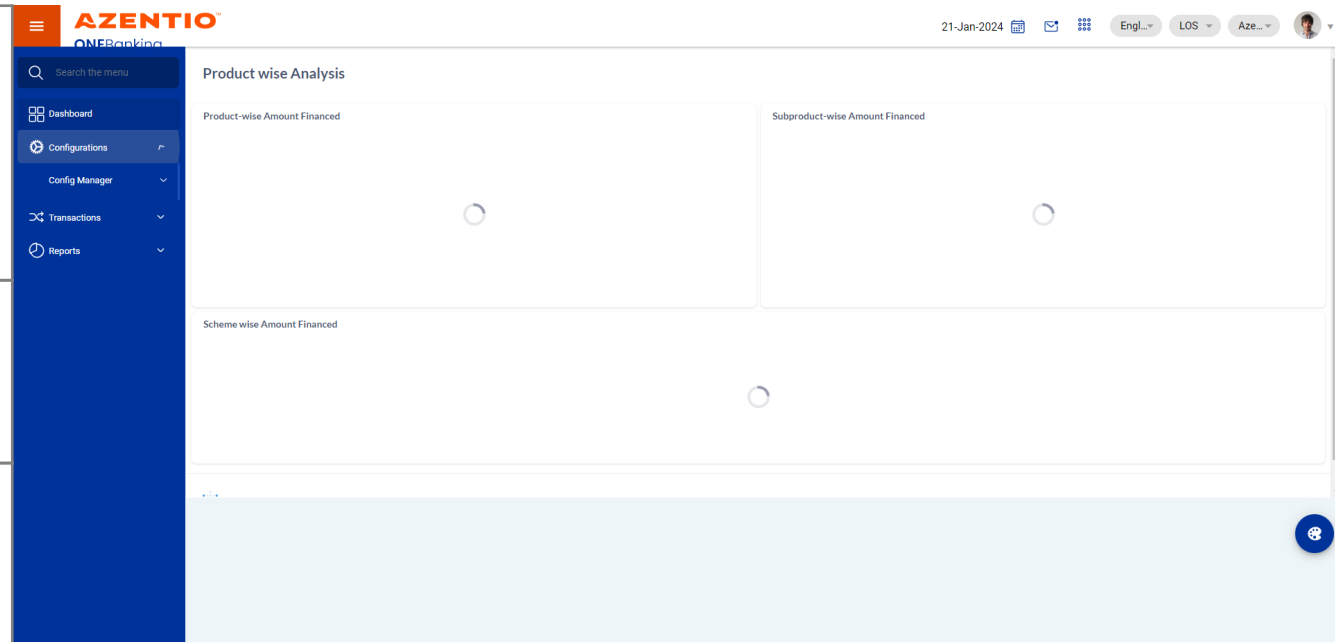 AZENTIO
ONEBanking
21-Jan-2024
Engl...
LOS
Aze...
Search the menu
Dashboard
Configurations
Config Manager
Transactions
Reports
Product wise Analysis
Product-wise Amount Financed
Subproduct-wise Amount Financed
Scheme wise Amount Financed